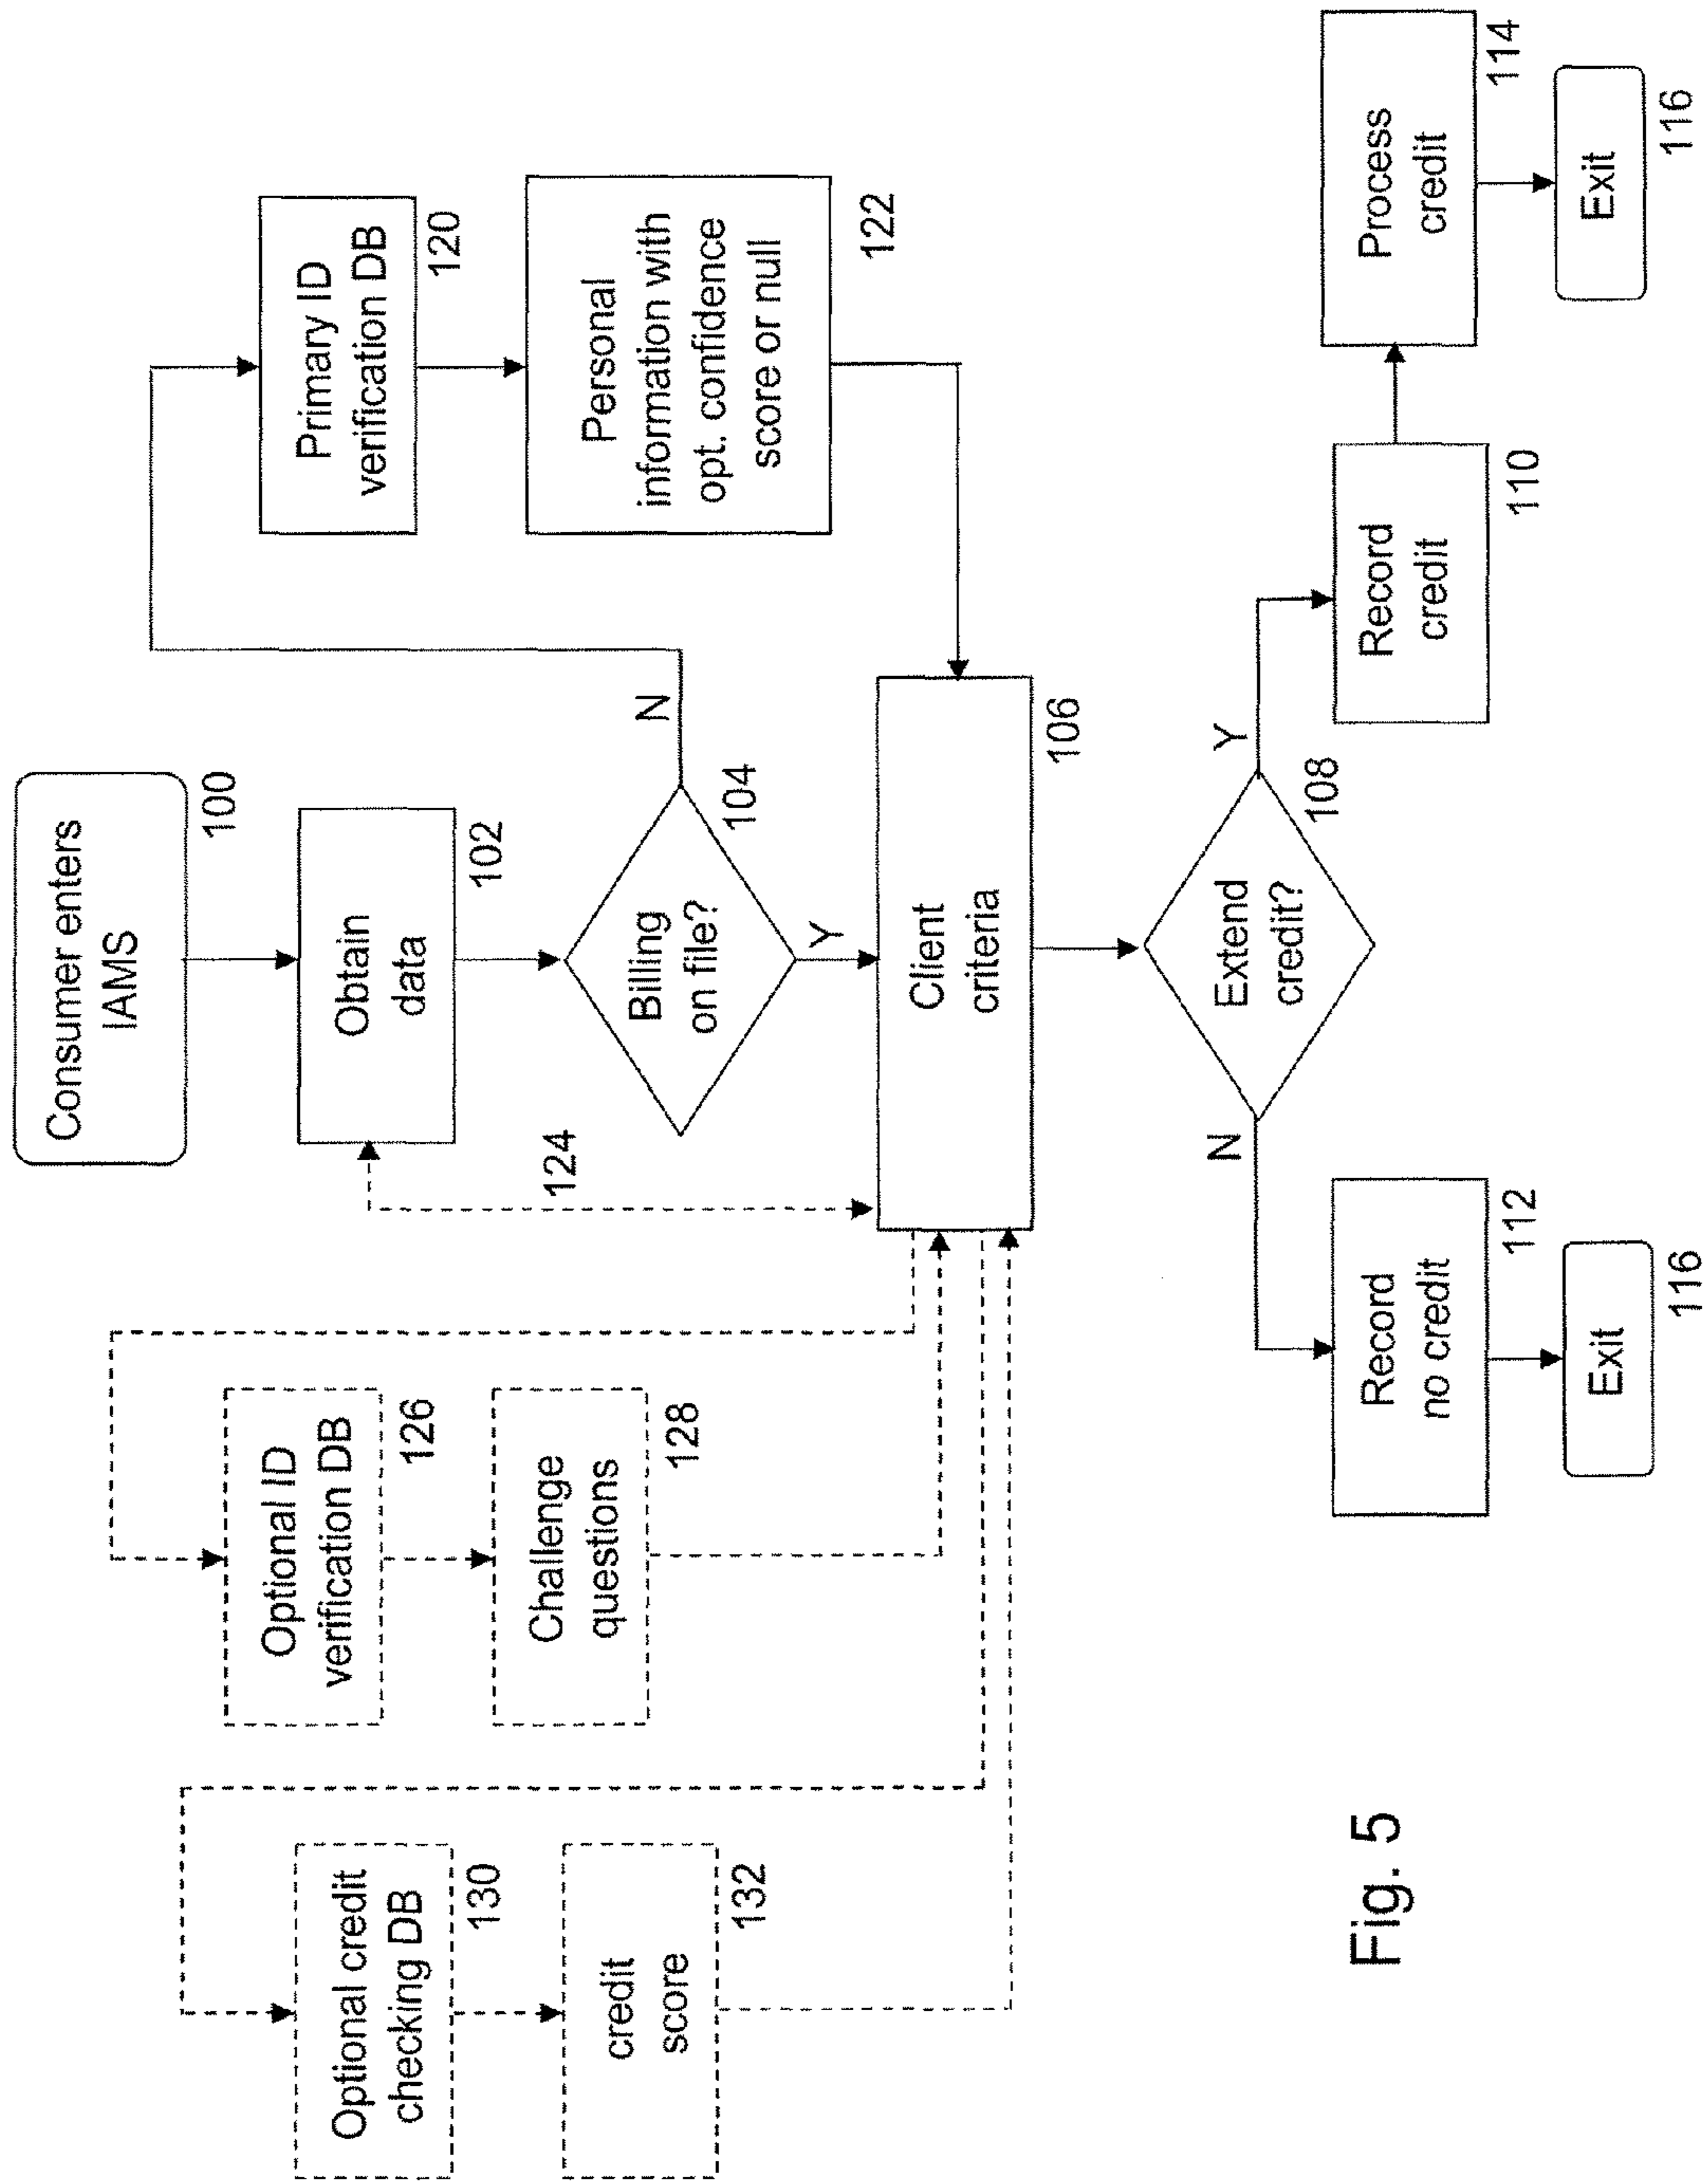 Consumer enters
IAMS
100
Obtain
data
102
Billing
on file?
104
N
Y
Primary ID
verification DB
120
Personal
information with
opt. confidence
score or null
122
124
Client
criteria
106
Optional ID
verification DB
126
Challenge
questions
128
Optional credit
checking DB
130
credit
score
132
Extend
credit?
108
N
Y
Record
no credit
112
Exit
116
Record
credit
110
Process
credit
114
Exit
116
Fig. 5